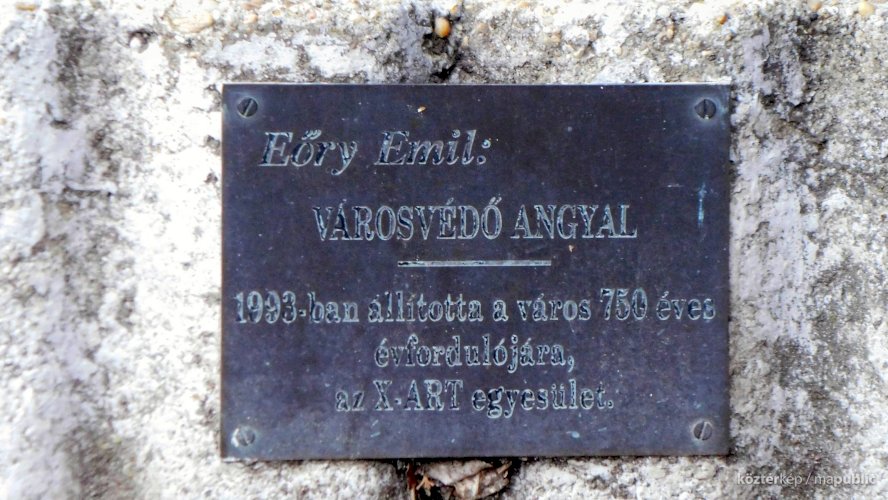 Eőry Emil:
VÁROSVÉDŐ ANGYAL
1993-ban állította a város 750 éves
évfordulójára,
az X-ART egyesület.
köztérkép / mapublic